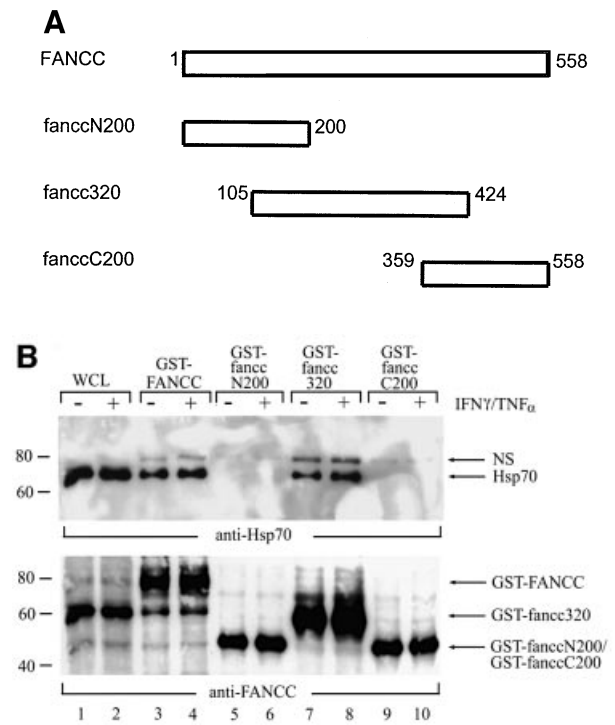 A
FANCC 1 558
fanccN200 200
fancc320 105 424
fanccC200 359 558
B
WCL GST-FANCC GST-fancc N200 GST-fancc 320 GST-fancc C200
- + - + - + - + - + IFNγ/TNFα
80 NS
60 Hsp70
anti-Hsp70
80 GST-FANCC
60 GST-fancc320
GST-fanccN200/
40 GST-fanccC200
anti-FANCC
1 2 3 4 5 6 7 8 9 10